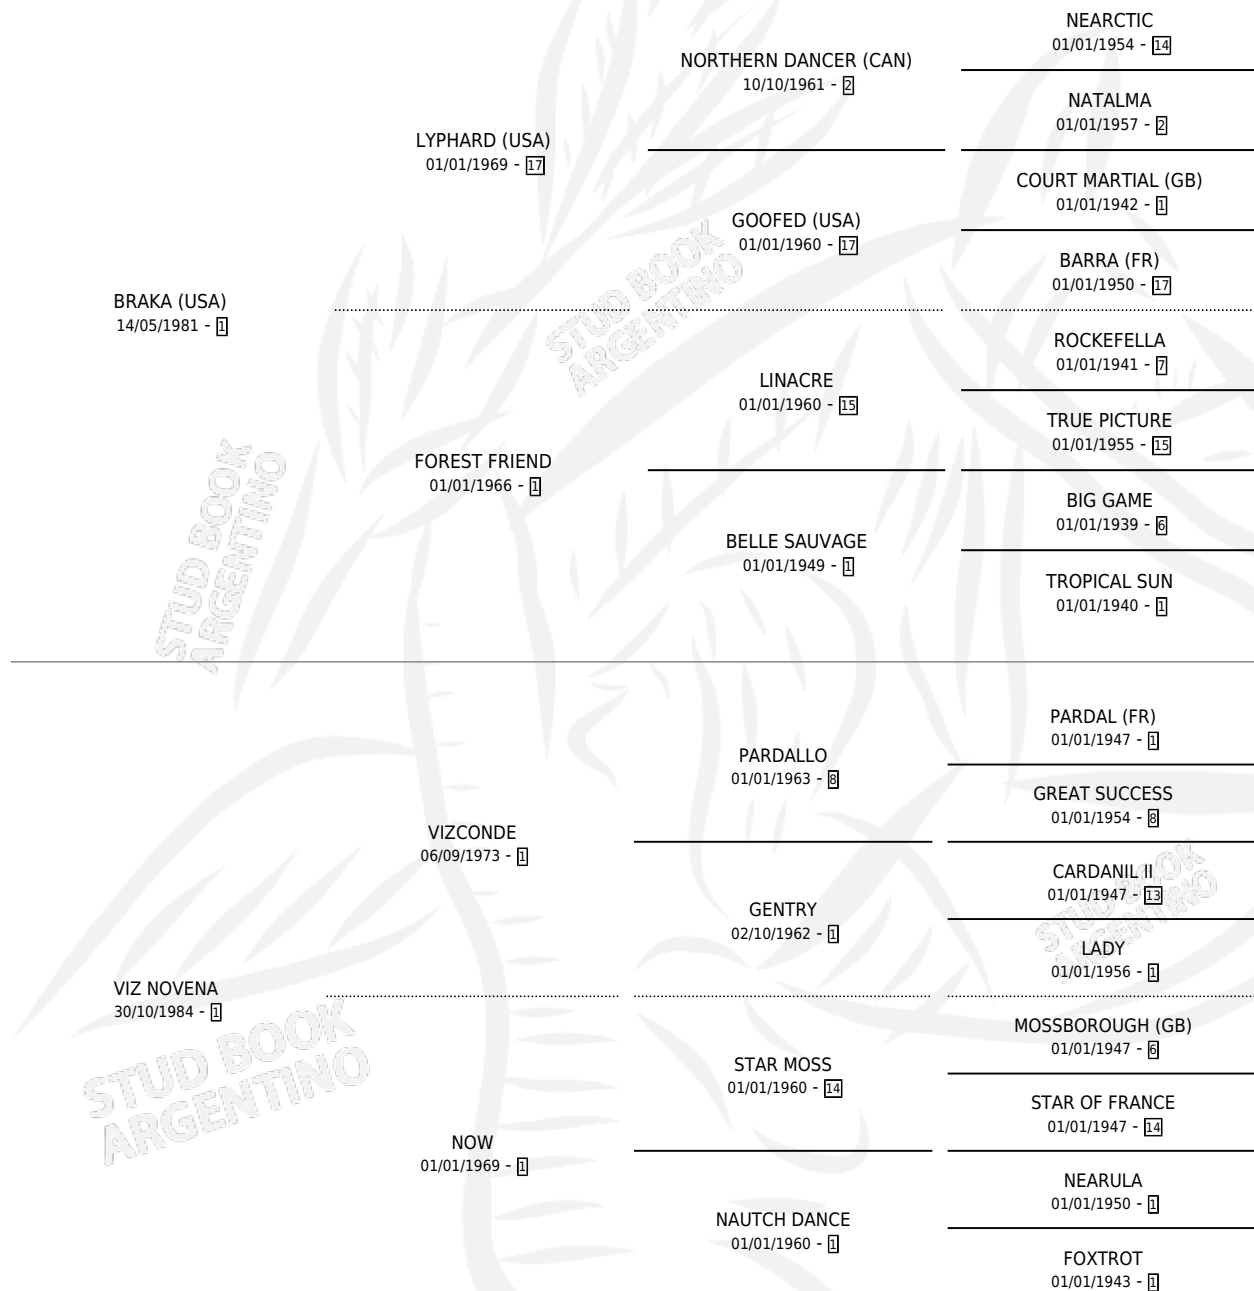 NEARCTIC
01/01/1954 - 14
NORTHERN DANCER (CAN)
10/10/1961 - 2
NATALMA
01/01/1957 - 2
LYPHARD (USA)
01/01/1969 - 17
COURT MARTIAL (GB)
01/01/1942 - 1
GOOFED (USA)
01/01/1960 - 17
BARRA (FR)
01/01/1950 - 17
BRAKA (USA)
14/05/1981 - 1
STUD BOOK
ARGENTINO
ROCKEFELLA
01/01/1941 - 7
LINACRE
01/01/1960 - 15
TRUE PICTURE
01/01/1955 - 15
FOREST FRIEND
01/01/1966 - 1
BIG GAME
01/01/1939 - 6
BELLE SAUVAGE
01/01/1949 - 1
TROPICAL SUN
01/01/1940 - 1
STUD BOOK
ARGENTINO
PARDAL (FR)
01/01/1947 - 1
PARDALLO
01/01/1963 - 8
GREAT SUCCESS
01/01/1954 - 8
VIZCONDE
06/09/1973 - 1
CARDANIL II
01/01/1947 - 13
GENTRY
02/10/1962 - 1
STUD BOOK
ARGENTINO
LADY
01/01/1956 - 1
VIZ NOVENA
30/10/1984 - 1
MOSSBOROUGH (GB)
01/01/1947 - 6
STAR MOSS
01/01/1960 - 14
STAR OF FRANCE
01/01/1947 - 14
STUD BOOK
ARGENTINO
NOW
01/01/1969 - 1
NEARULA
01/01/1950 - 1
NAUTCH DANCE
01/01/1960 - 1
FOXTROT
01/01/1943 - 1